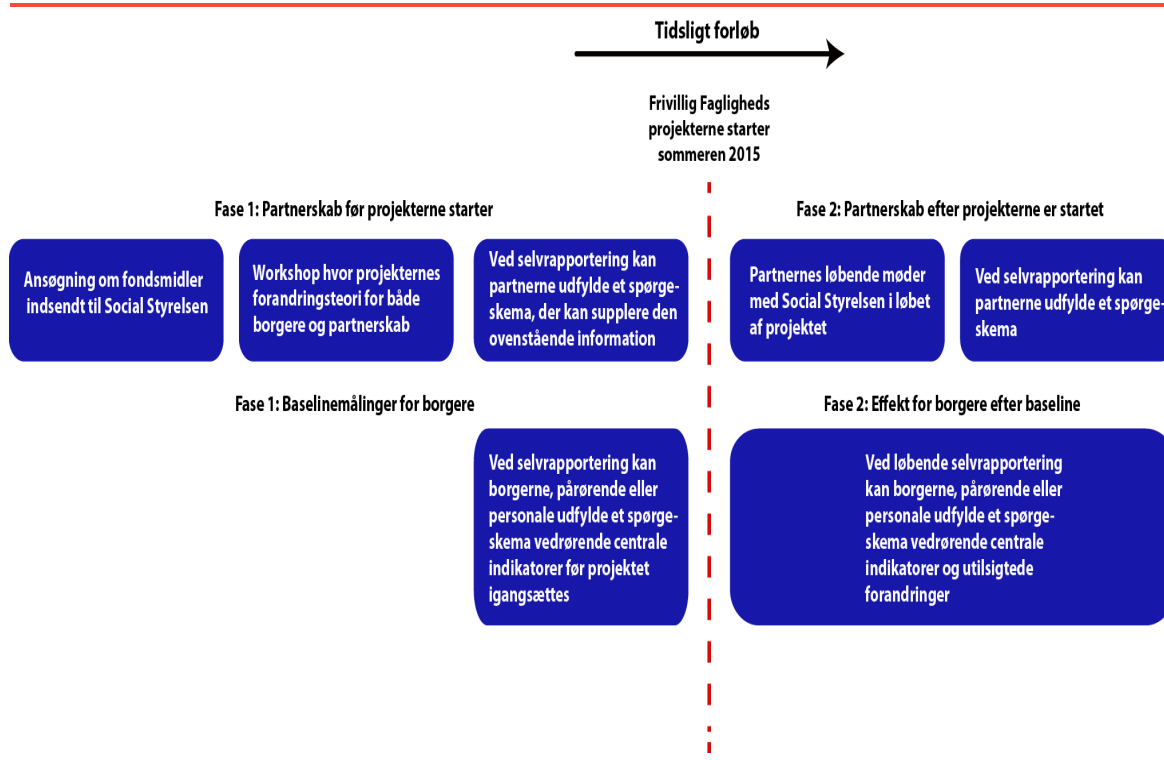 Tidsligt forløb
Frivillig Fagligheds
projekterne starter
sommeren 2015
Fase 1: Partnerskab før projekterne starter
Ansøgning om fondsmidler
indsendt til Social Styrelsen
Workshop hvor projekternes
forandringsteori for både
borgere og partnerskab
Ved selvrapportering kan
partnerne udfylde et spørge-
skema, der kan supplere den
ovenstående information
Fase 2: Partnerskab efter projekterne er startet
Partnernes løbende møder
med Social Styrelsen i løbet
af projektet
Ved selvrapportering kan
partnerne udfylde et spørge-
skema
Fase 1: Baselinemålinger for borgere
Ved selvrapportering kan
borgerne, pårørende eller
personale udfylde et spørge-
skema vedrørende centrale
indikatorer før projektet
igangsættes
Fase 2: Effekt for borgere efter baseline
Ved løbende selvrapportering
kan borgerne, pårørende eller
personale udfylde et spørge-
skema vedrørende centrale
indikatorer og utilsigtede
forandringer